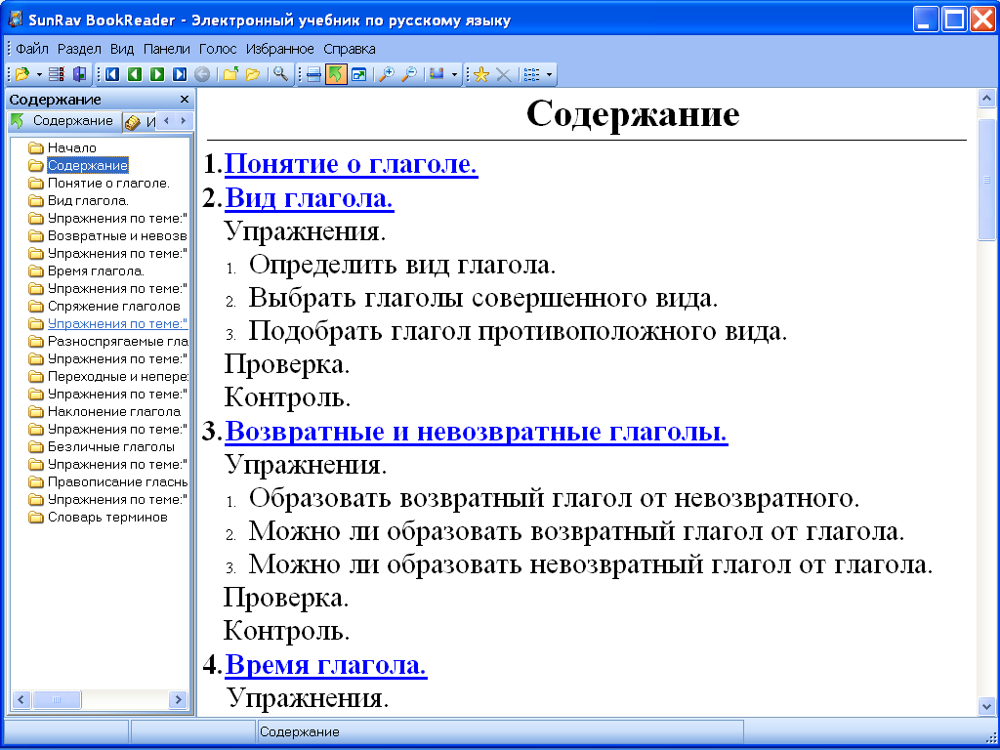 SunRav BookReader - Электронный учебник по русскому языку
Файл Раздел Вид Панели Голос Избранное Справка
Содержание
Содержание И
Начало
Содержание
Понятие о глаголе.
Вид глагола.
Упражнения по теме:"
Возвратные и невозв
Упражнения по теме:"
Время глагола.
Упражнения по теме:"
Спряжение глаголов
Упражнения по теме:"
Разноспрягаемые гла
Упражнения по теме:"
Переходные и непере
Упражнения по теме:"
Наклонение глагола
Упражнения по теме:"
Безличные глаголы
Упражнения по теме:"
Правописание гласнь
Упражнения по теме:"
Словарь терминов
Содержание
1.Понятие о глаголе.
2.Вид глагола.
Упражнения.
1. Определить вид глагола.
2. Выбрать глаголы совершенного вида.
3. Подобрать глагол противоположного вида.
Проверка.
Контроль.
3.Возвратные и невозвратные глаголы.
Упражнения.
1. Образовать возвратный глагол от невозвратного.
2. Можно ли образовать возвратный глагол от глагола.
3. Можно ли образовать невозвратный глагол от глагола.
Проверка.
Контроль.
4.Время глагола.
Упражнения.
Содержание